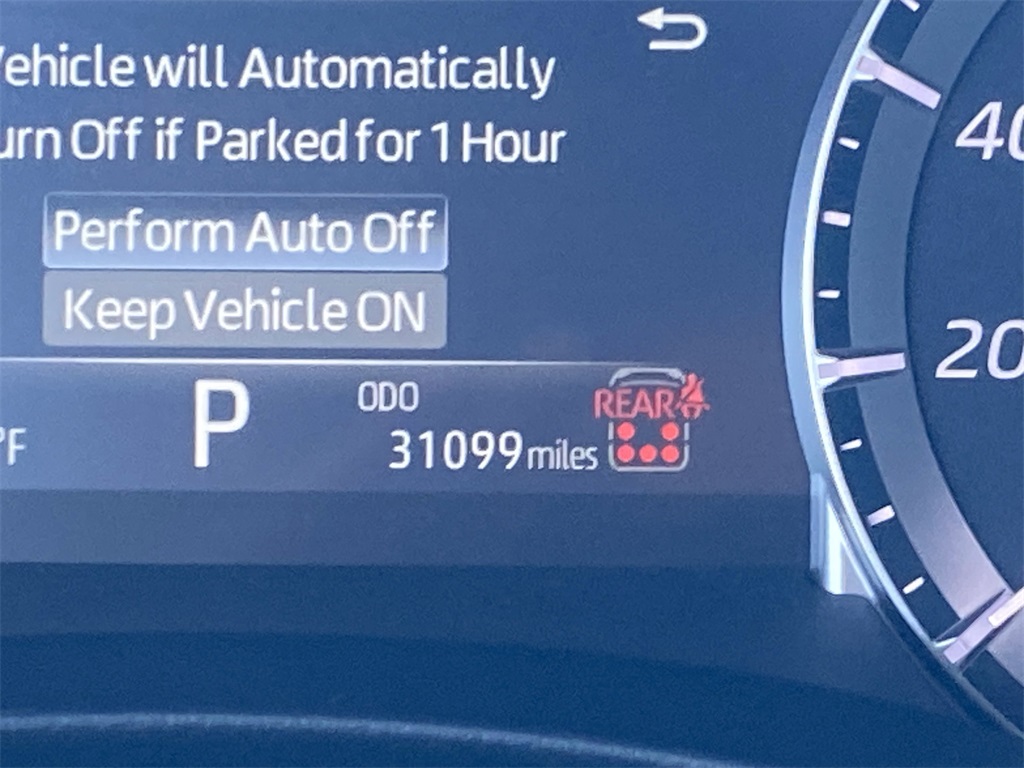 ehicle will Automatically
urn Off if Parked for 1 Hour
Perform Auto Off
Keep Vehicle ON
°F
P
ODO
31099 miles
REAR
40
20